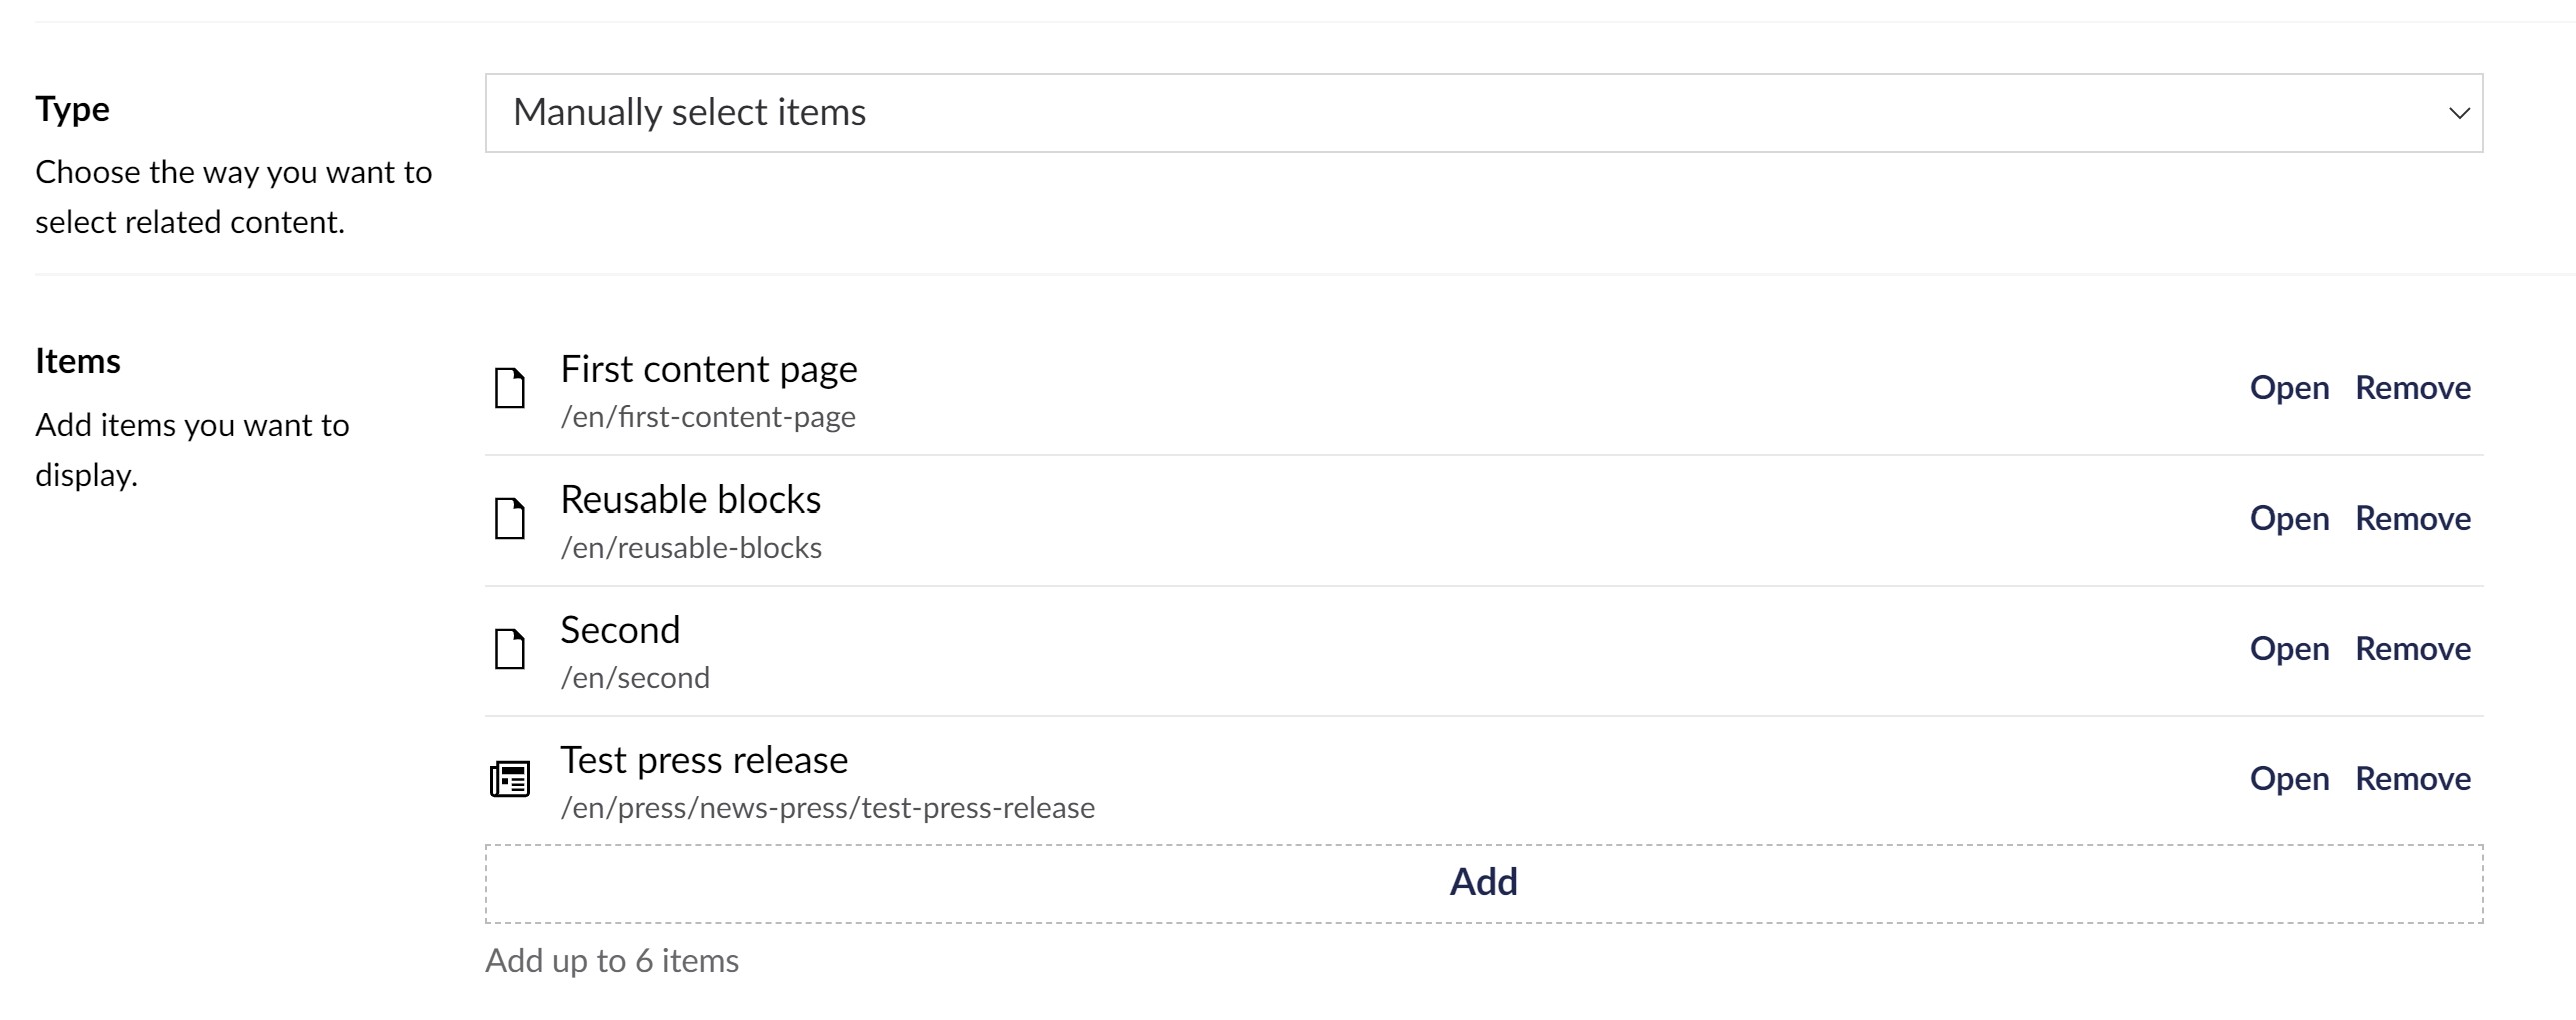 Type
Manually select items
Choose the way you want to
select related content.
Items
Add items you want to
display.
First content page
/en/first-content-page
Open Remove
Reusable blocks
/en/reusable-blocks
Open Remove
Second
/en/second
Open Remove
Test press release
/en/press/news-press/test-press-release
Open Remove
Add
Add up to 6 items